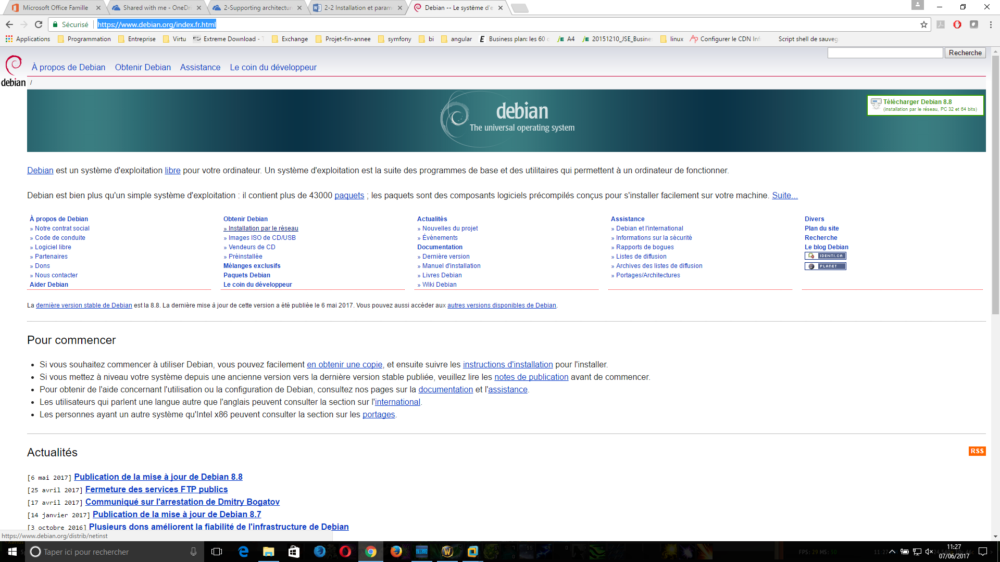 Microsoft Office Famille
Shared with me - OneDri
2-Supporting architectur
2-2 Installation et param
Debian -- Le système d'e
Sécurisé
https://www.debian.org/index.fr.html
Applications
Programmation
Entreprise
Virtu
Extreme Download -
Exchange
Projet-fin-annee
symfony
bi
angular
Business plan: les 60
A4
20151210_JSE_Busine
linux
Configurer le CDN Inf
Script shell de sauveg
Recherche
À propos de Debian Obtenir Debian Assistance Le coin du développeur
debian /
debian
The universal operating system
Télécharger Debian 8.8
(installation par le réseau, PC 32 et 64 bits)
Debian est un système d'exploitation libre pour votre ordinateur. Un système d'exploitation est la suite des programmes de base et des utilitaires qui permettent à un ordinateur de fonctionner.
Debian est bien plus qu'un simple système d'exploitation : il contient plus de 43000 paquets ; les paquets sont des composants logiciels précompilés conçus pour s'installer facilement sur votre machine. Suite...
À propos de Debian
» Notre contrat social
» Code de conduite
» Logiciel libre
» Partenaires
» Dons
» Nous contacter
Aider Debian
Obtenir Debian
» Installation par le réseau
» Images ISO de CD/USB
» Vendeurs de CD
» Préinstallée
Mélanges exclusifs
Paquets Debian
Le coin du développeur
Actualités
» Nouvelles du projet
» Événements
Documentation
» Dernière version
» Manuel d'installation
» Livres Debian
» Wiki Debian
Assistance
» Debian et l'international
» Informations sur la sécurité
» Rapports de bogues
» Listes de diffusion
» Archives des listes de diffusion
» Portages/Architectures
Divers
Plan du site
Recherche
Le blog Debian
IDENTI.CA
PLANET
La dernière version stable de Debian est la 8.8. La dernière mise à jour de cette version a été publiée le 6 mai 2017. Vous pouvez aussi accéder aux autres versions disponibles de Debian.
Pour commencer
• Si vous souhaitez commencer à utiliser Debian, vous pouvez facilement en obtenir une copie, et ensuite suivre les instructions d'installation pour l'installer.
• Si vous mettez à niveau votre système depuis une ancienne version vers la dernière version stable publiée, veuillez lire les notes de publication avant de commencer.
• Pour obtenir de l'aide concernant l'utilisation ou la configuration de Debian, consultez nos pages sur la documentation et l'assistance.
• Les utilisateurs qui parlent une langue autre que l'anglais peuvent consulter la section sur l'international.
• Les personnes ayant un autre système qu'Intel x86 peuvent consulter la section sur les portages.
Actualités
RSS
[6 mai 2017] Publication de la mise à jour de Debian 8.8
[25 avril 2017] Fermeture des services FTP publics
[17 avril 2017] Communiqué sur l'arrestation de Dmitry Bogatov
[14 janvier 2017] Publication de la mise à jour de Debian 8.7
[3 octobre 2016] Plusieurs dons améliorent la fiabilité de l'infrastructure de Debian
https://www.debian.org/distrib/netinst
Taper ici pour rechercher
FPS: 29 MS: 50
11:27
07/06/2017